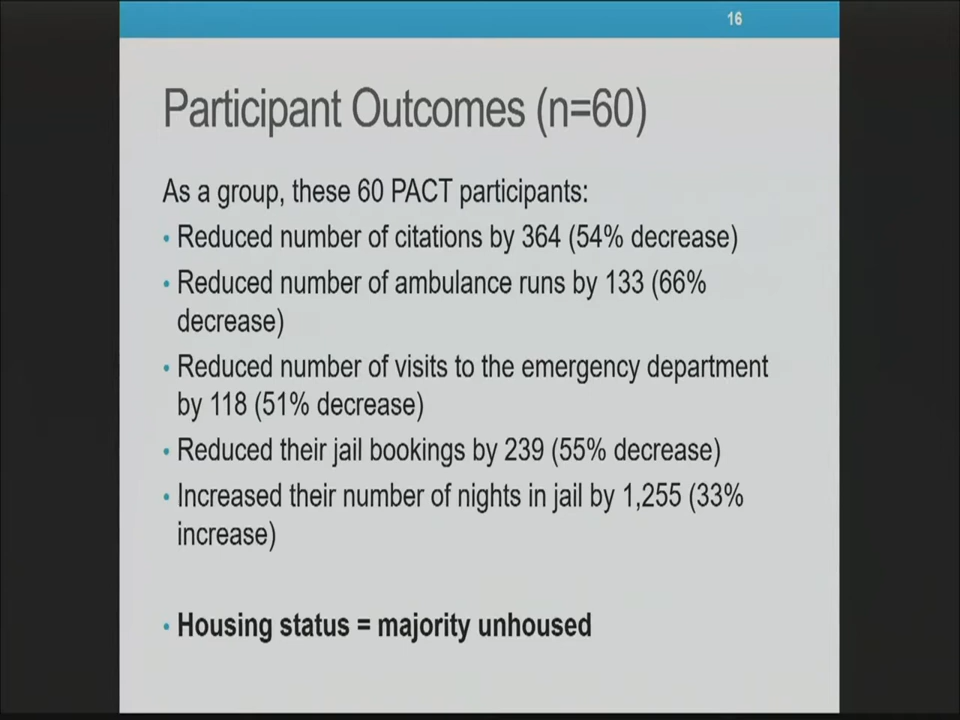 16
Participant Outcomes (n=60)
As a group, these 60 PACT participants:
• Reduced number of citations by 364 (54% decrease)
• Reduced number of ambulance runs by 133 (66%
decrease)
• Reduced number of visits to the emergency department
by 118 (51% decrease)
• Reduced their jail bookings by 239 (55% decrease)
• Increased their number of nights in jail by 1,255 (33%
increase)
• Housing status = majority unhoused